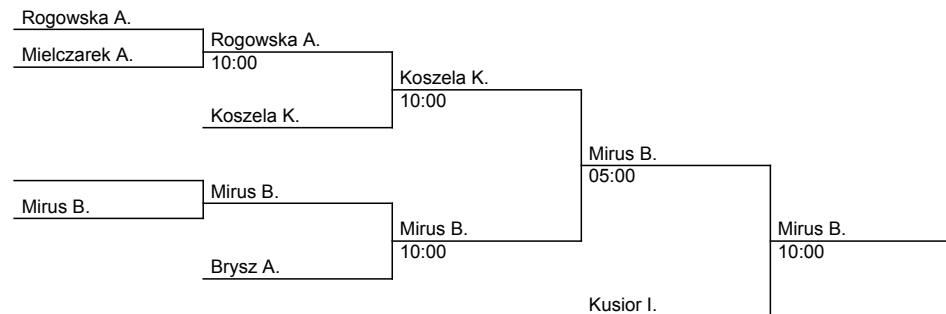 Rogowska A.
Mielczarek A.
Rogowska A.
10:00
Koszela K.
Koszela K.
10:00
Mirus B.
Mirus B.
Brysz A.
Mirus B.
10:00
Mirus B.
05:00
Kusior I.
Mirus B.
10:00